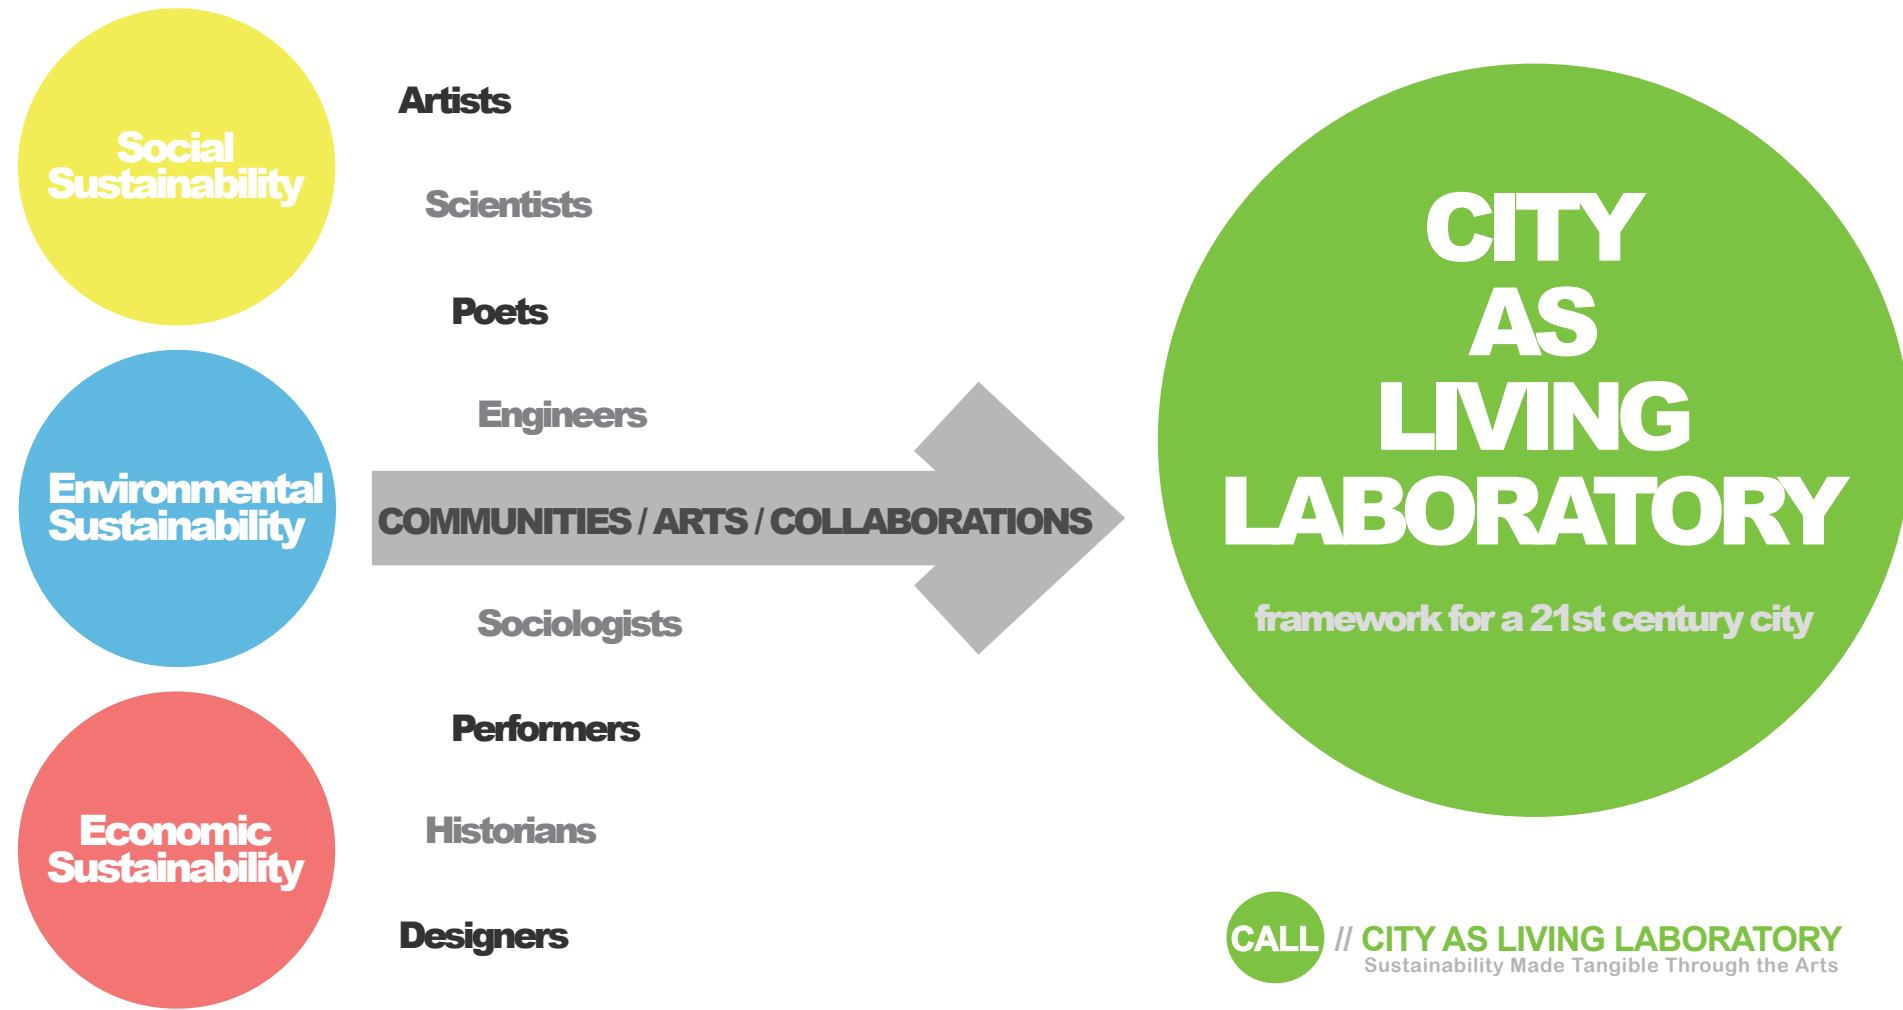 Social
Sustainability
Environmental
Sustainability
Economic
Sustainability
Artists
Scientists
Poets
Engineers
COMMUNITIES / ARTS / COLLABORATIONS
Sociologists
Performers
Historians
Designers
CITY
AS
LIVING
LABORATORY
framework for a 21st century city
CALL // CITY AS LIVING LABORATORY
Sustainability Made Tangible Through the Arts